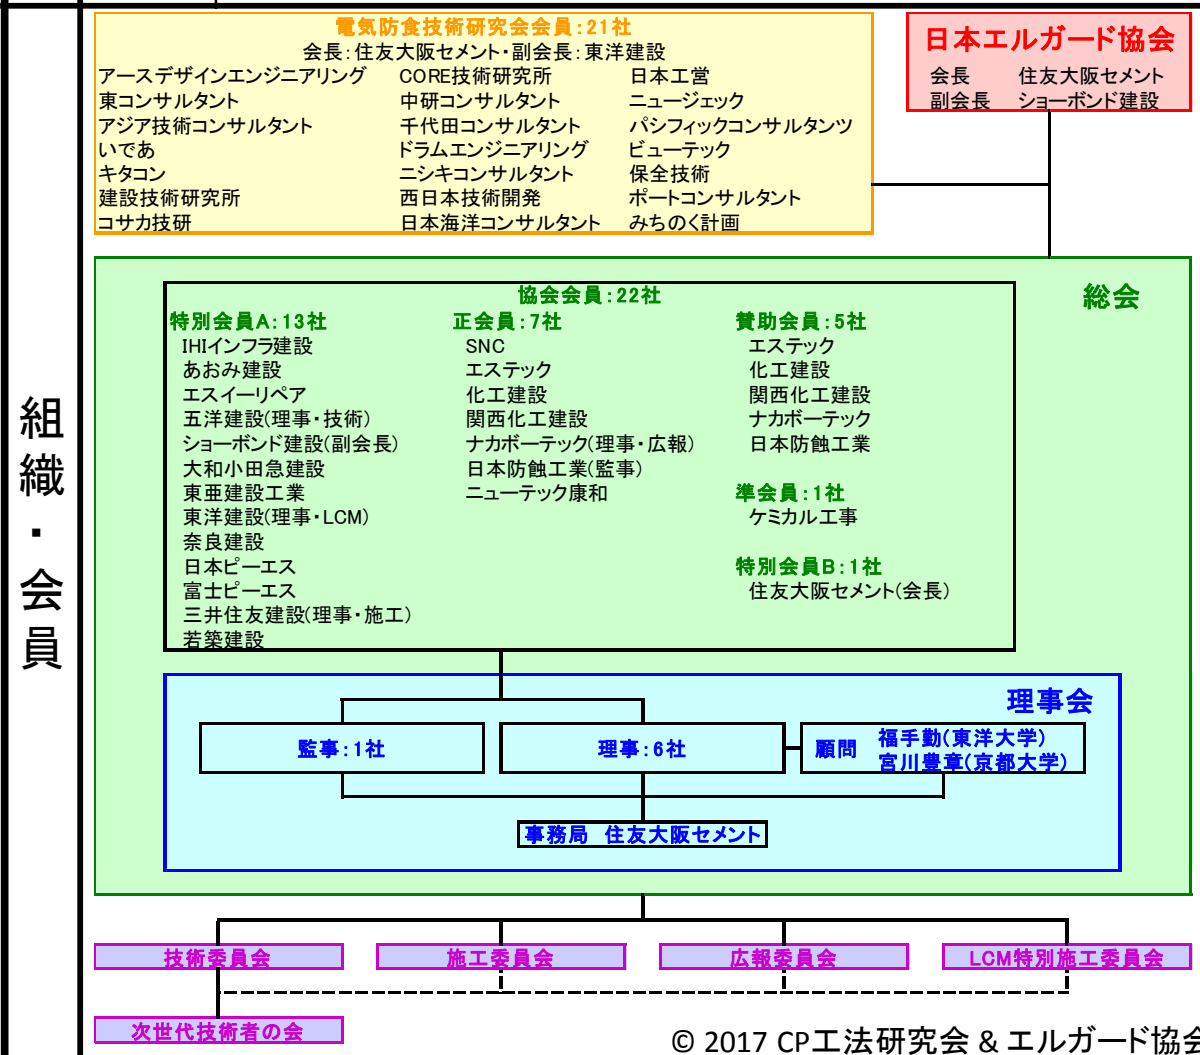 組織・会員
電気防食技術研究会会員:21社
会長:住友大阪セメント・副会長:東洋建設
アースデザインエンジニアリング CORE技術研究所 日本工営
東コンサルタント 中研コンサルタント ニュージェック
アジア技術コンサルタント 千代田コンサルタント パシフィックコンサルタンツ
いであ ドラムエンジニアリング ビューテック
キタコン ニシキコンサルタント 保全技術
建設技術研究所 西日本技術開発 ポートコンサルタント
コサカ技研 日本海洋コンサルタント みちのく計画
日本エルガード協会
会長 住友大阪セメント
副会長 ショーボンド建設
総会
協会会員:22社
特別会員A:13社
IHIインフラ建設
あおみ建設
エスイーリペア
五洋建設(理事・技術)
ショーボンド建設(副会長)
大和小田急建設
東亜建設工業
東洋建設(理事・LCM)
奈良建設
日本ピーエス
富士ピーエス
三井住友建設(理事・施工)
若築建設
正会員:7社
SNC
エステック
化工建設
関西化工建設
ナカボーテック(理事・広報)
日本防蝕工業(監事)
ニューテック康和
賛助会員:5社
エステック
化工建設
関西化工建設
ナカボーテック
日本防蝕工業
準会員:1社
ケミカル工事
特別会員B:1社
住友大阪セメント(会長)
理事会
監事:1社
理事:6社
顧問 福手勤(東洋大学)
宮川豊章(京都大学)
事務局 住友大阪セメント
技術委員会
施工委員会
広報委員会
LCM特別施工委員会
次世代技術者の会
© 2017 CP工法研究会 & エルガード協会